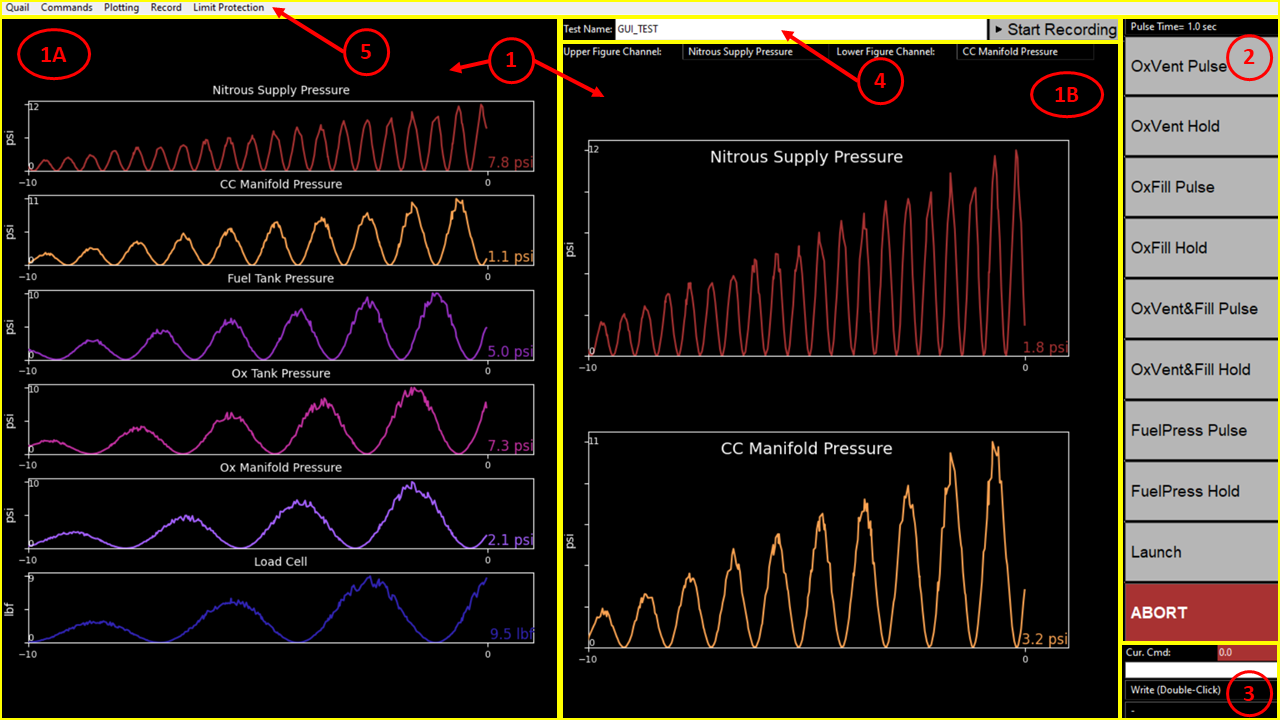 Quail Commands Plotting Record Limit Protection
5
1A
1
Nitrous Supply Pressure
psi
12
0
7.8 psi
-10 0
CC Manifold Pressure
psi
11
0
1.1 psi
-10 0
Fuel Tank Pressure
psi
10
0
5.0 psi
-10 0
Ox Tank Pressure
psi
10
0
7.3 psi
-10 0
Ox Manifold Pressure
psi
10
0
2.1 psi
-10 0
Load Cell
lbf
9
0
9.5 lbf
-10 0
Test Name: GUI_TEST Start Recording
Upper Figure Channel: Nitrous Supply Pressure Lower Figure Channel: CC Manifold Pressure
4
1B
Nitrous Supply Pressure
psi
12
0
1.8 psi
-10 0
CC Manifold Pressure
psi
11
0
3.2 psi
-10 0
Pulse Time= 1.0 sec
2
OxVent Pulse
OxVent Hold
OxFill Pulse
OxFill Hold
OxVent&Fill Pulse
OxVent&Fill Hold
FuelPress Pulse
FuelPress Hold
Launch
ABORT
Cur. Cmd: 0.0
Write (Double-Click)
3
-